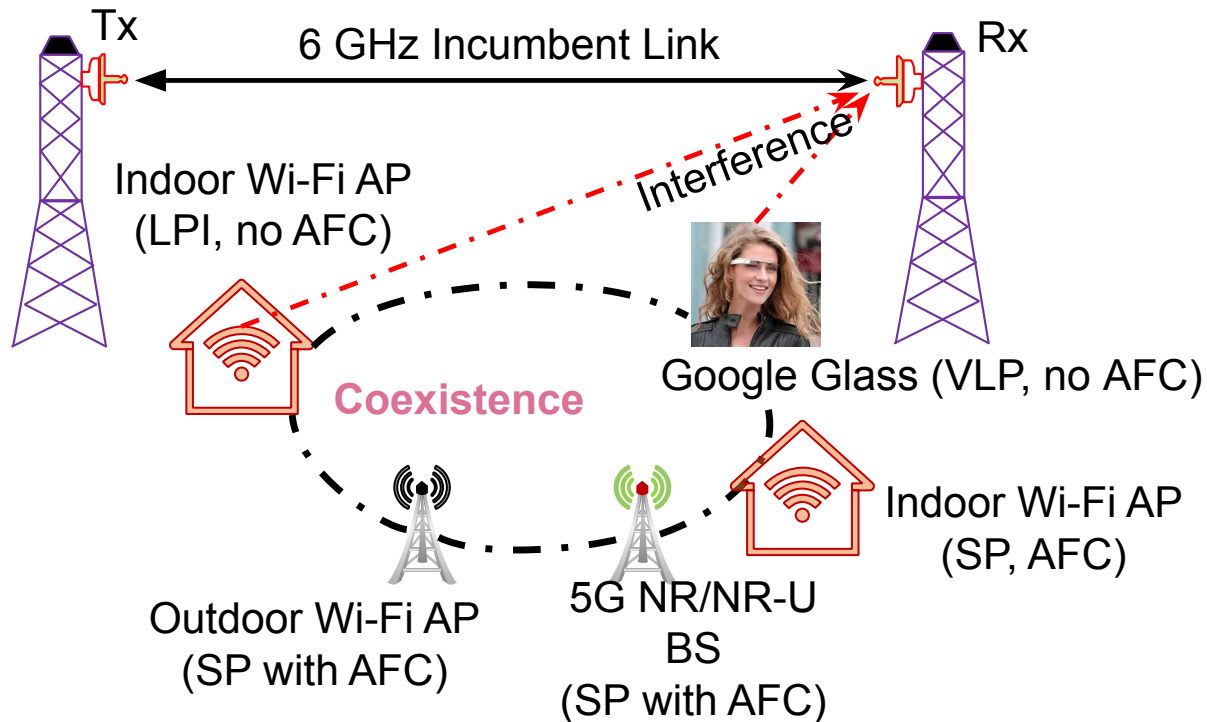 Tx
6 GHz Incumbent Link
Rx
Interference
Indoor Wi-Fi AP
(LPI, no AFC)
Google Glass (VLP, no AFC)
Coexistence
Indoor Wi-Fi AP
(SP, AFC)
Outdoor Wi-Fi AP
(SP with AFC)
5G NR/NR-U
BS
(SP with AFC)